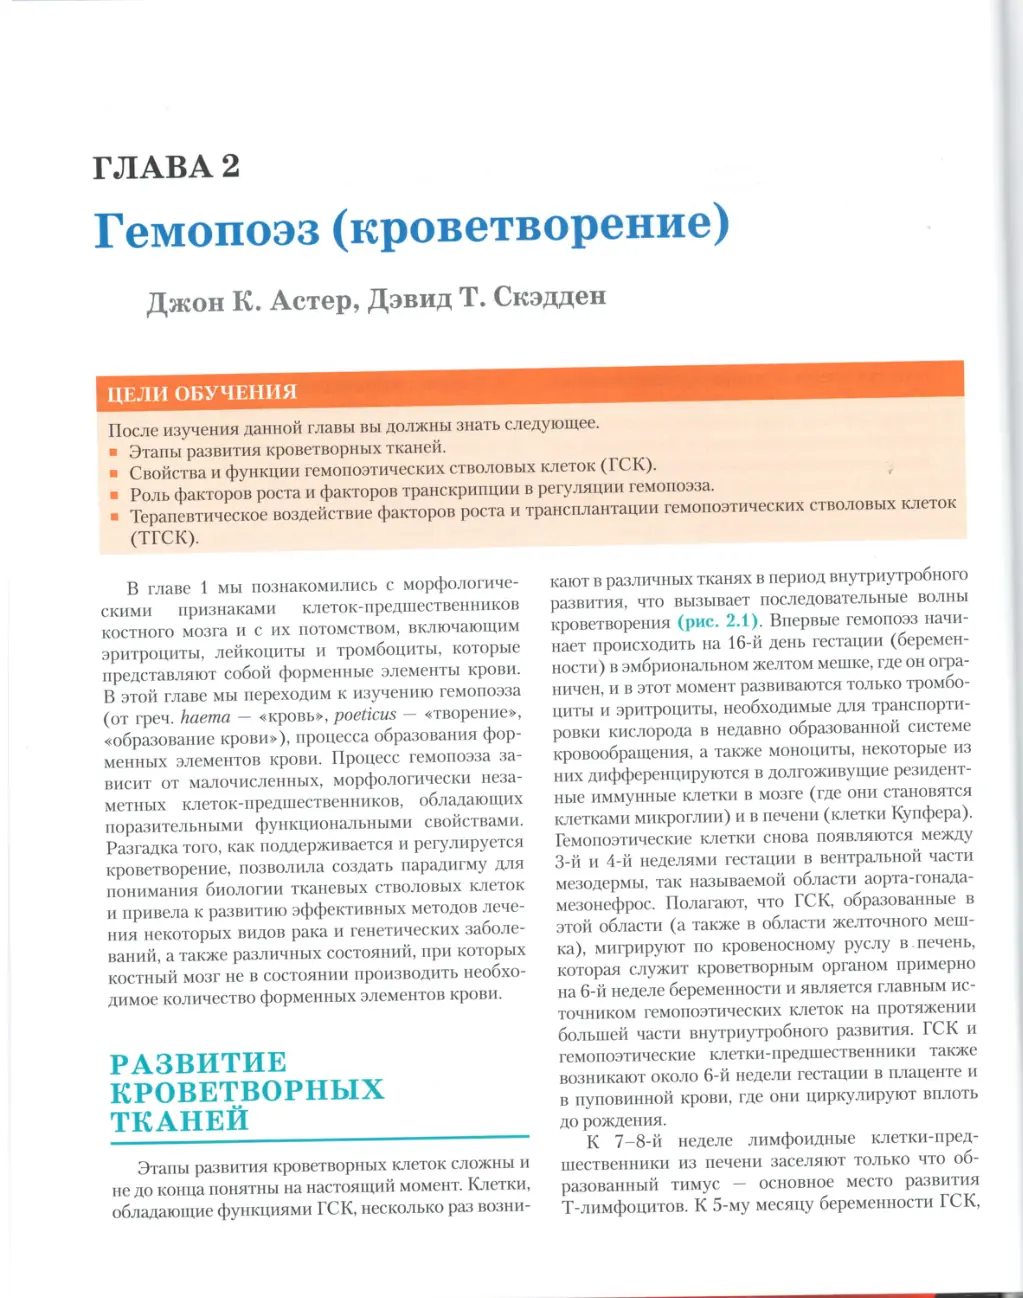 ГЛАВА 2
Гемопоэз (кроветворение)
Джон К. Астер, Дэвид Т. Скэдден
ЦЕЛИ ОБУЧЕНИЯ
После изучения данной главы вы должны знать следующее.
■ Этапы развития кроветворных тканей.
■ Свойства и функции гемопоэтических стволовых клеток (ГСК).
■ Роль факторов роста и факторов транскрипции в регуляции гемопоэза.
■ Терапевтическое воздействие факторов роста и трансплантации гемопоэтических стволовых клеток
(ТГСК).
В главе 1 мы познакомились с морфологиче-
скими признаками клеток-предшественников
костного мозга и с их потомством, включающим
эритроциты, лейкоциты и тромбоциты, которые
представляют собой форменные элементы крови.
В этой главе мы переходим к изучению гемопоэза
(от греч. haema — «кровь», poeticus — «творение»,
«образование крови»), процесса образования фор-
менных элементов крови. Процесс гемопоэза за-
висит от малочисленных, морфологически неза-
метных клеток-предшественников, обладающих
поразительными функциональными свойствами.
Разгадка того, как поддерживается и регулируется
кроветворение, позволила создать парадигму для
понимания биологии тканевых стволовых клеток
и привела к развитию эффективных методов лече-
ния некоторых видов рака и генетических заболе-
ваний, а также различных состояний, при которых
костный мозг не в состоянии производить необхо-
димое количество форменных элементов крови.
РАЗВИТИЕ
КРОВЕТВОРНЫХ
ТКАНЕЙ
Этапы развития кроветворных клеток сложны и
не до конца понятны на настоящий момент. Клетки,
обладающие функциями ГСК, несколько раз возни-
кают в различных тканях в период внутриутробного
развития, что вызывает последовательные волны
кроветворения (рис. 2.1). Впервые гемопоэз начи-
нает происходить на 16-й день гестации (беремен-
ности) в эмбриональном желтом мешке, где он огра-
ничен, и в этот момент развиваются только тромбо-
циты и эритроциты, необходимые для транспорти-
ровки кислорода в недавно образованной системе
кровообращения, а также моноциты, некоторые из
них дифференцируются в долгоживущие резидент-
ные иммунные клетки в мозге (где они становятся
клетками микроглии) и в печени (клетки Купфера).
Гемопоэтические клетки снова появляются между
3-й и 4-й неделями гестации в вентральной части
мезодермы, так называемой области аорта-гонада-
мезонефрос. Полагают, что ГСК, образованные в
этой области (а также в области желточного меш-
ка), мигрируют по кровеносному руслу в печень,
которая служит кроветворным органом примерно
на 6-й неделе беременности и является главным ис-
точником гемопоэтических клеток на протяжении
большей части внутриутробного развития. ГСК и
гемопоэтические клетки-предшественники также
возникают около 6-й недели гестации в плаценте и
в пуповинной крови, где они циркулируют вплоть
до рождения.
К 7–8-й неделе лимфоидные клетки-пред-
шественники из печени заселяют только что об-
разованный тимус — основное место развития
Т-лимфоцитов. К 5-му месяцу беременности ГСК,